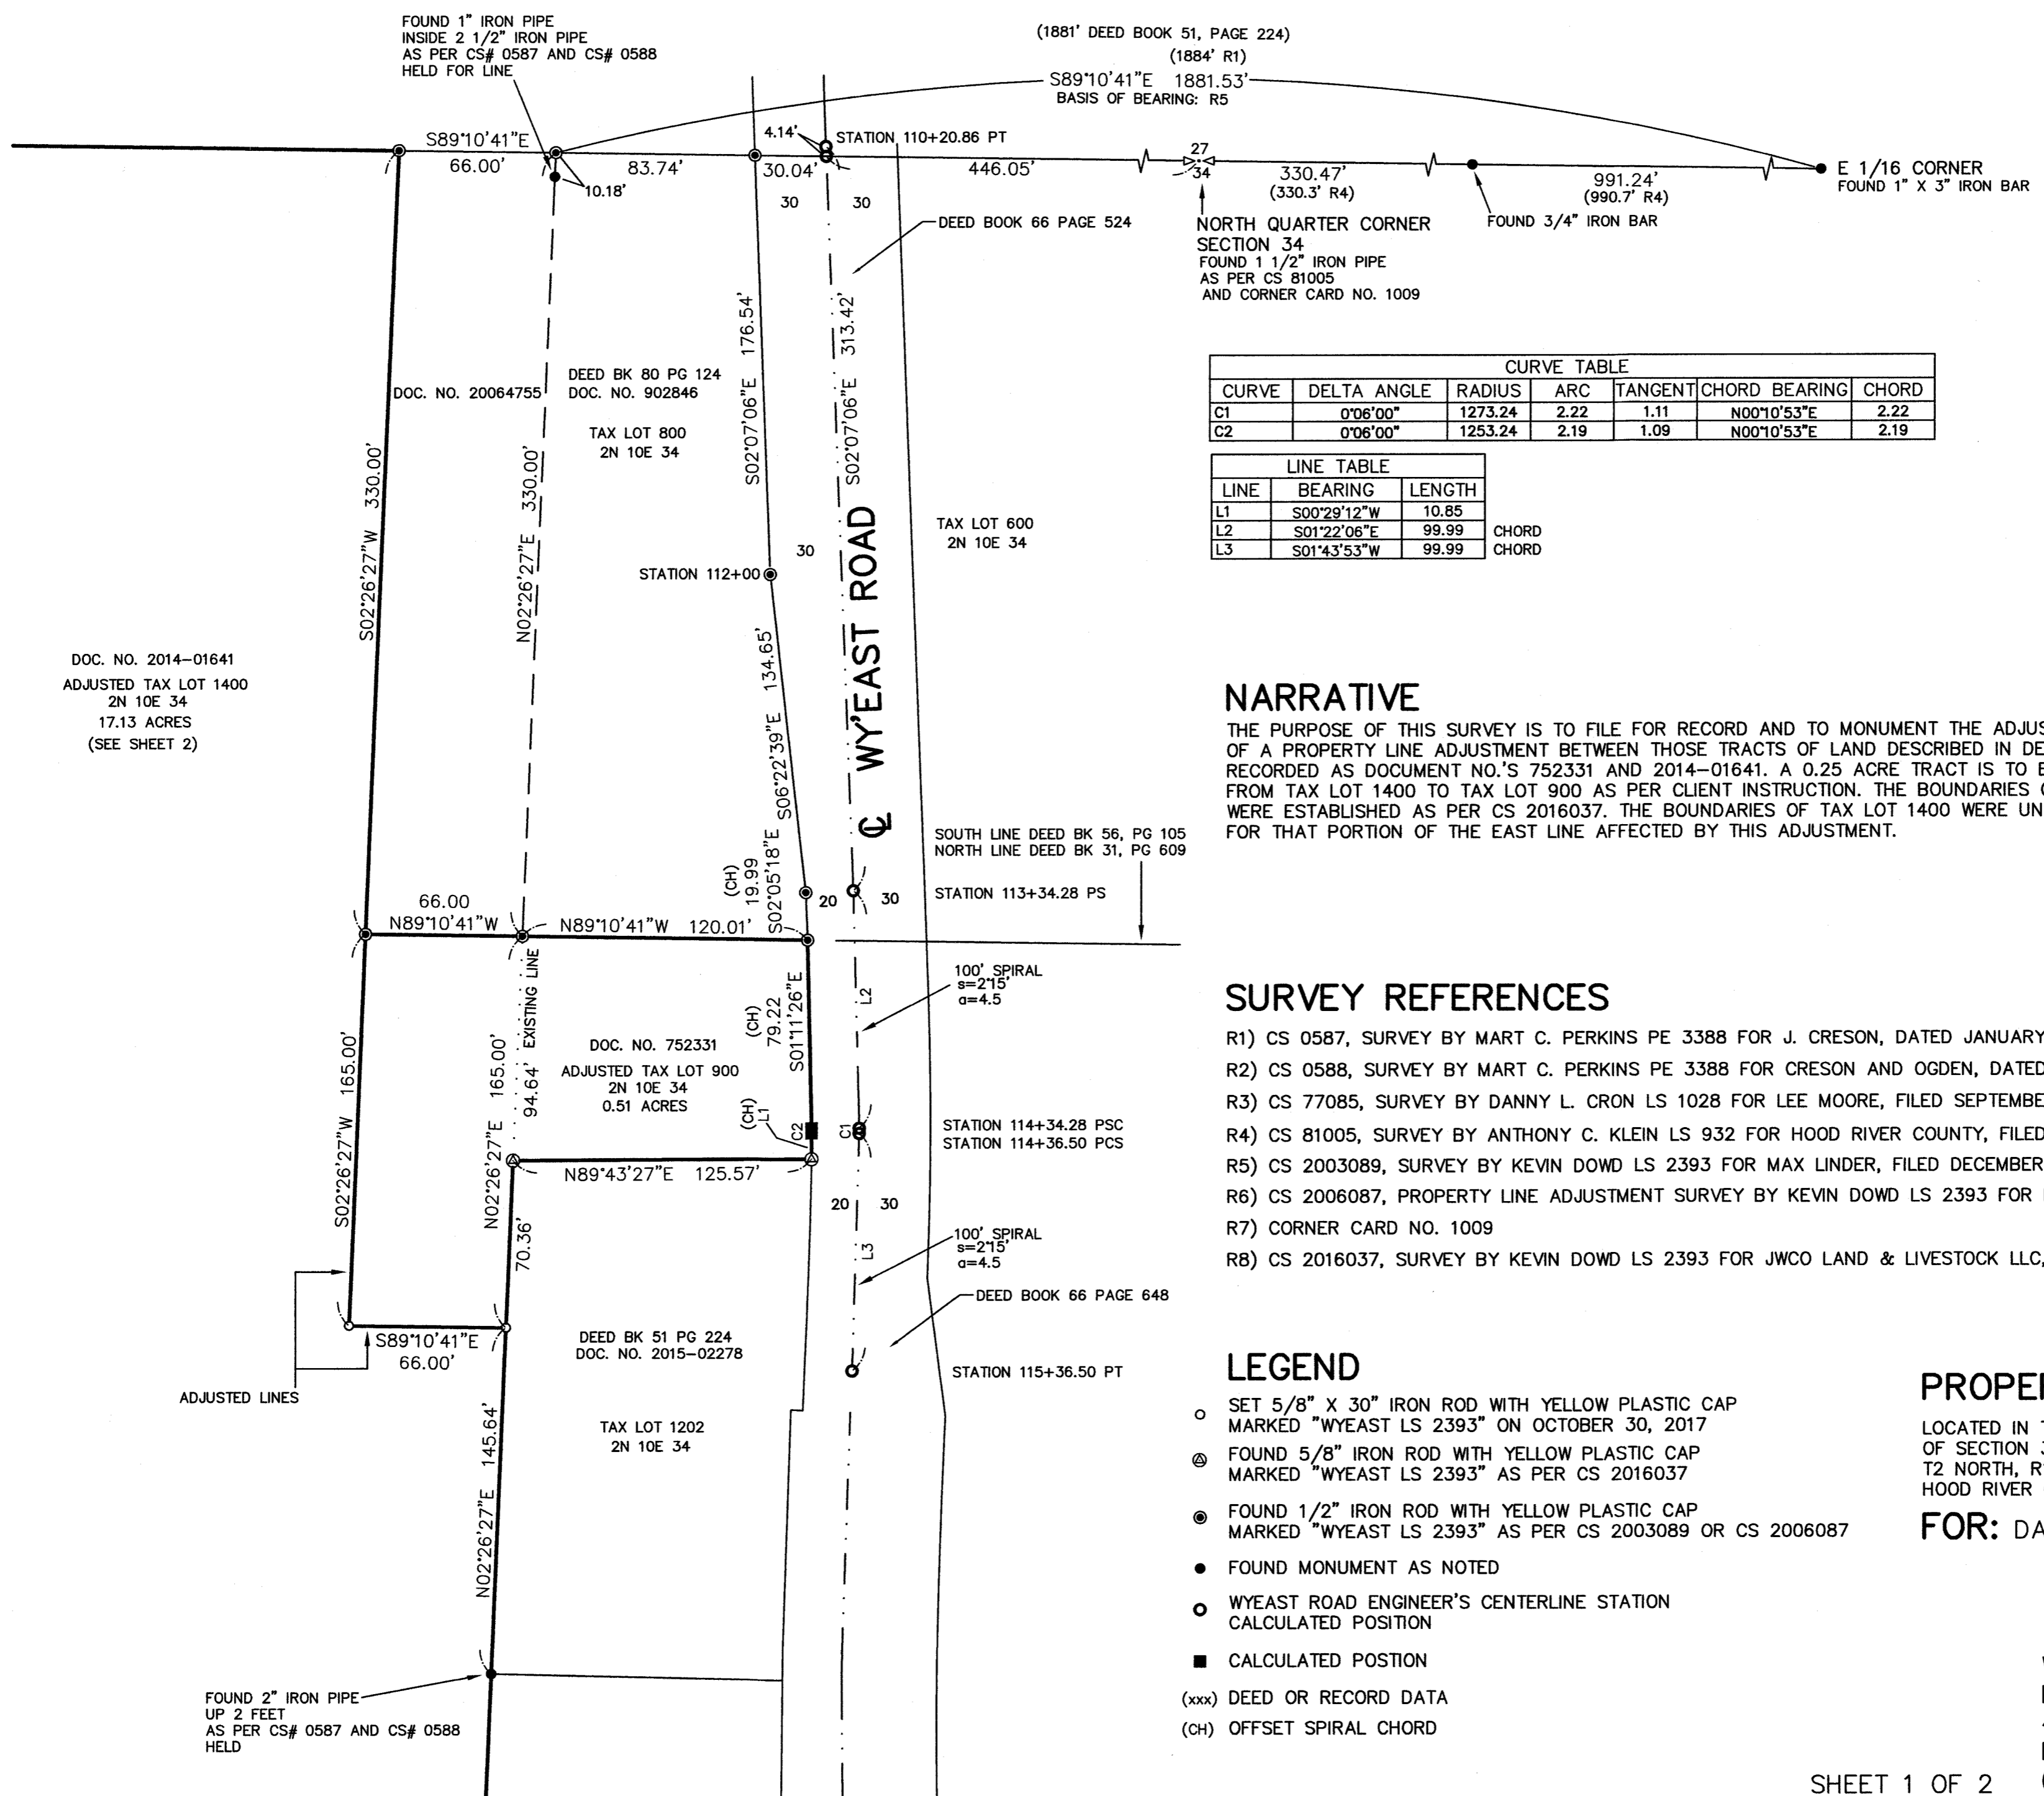 FOUND 1" IRON PIPE
INSIDE 2 1/2" IRON PIPE
AS PER CS# 0587 AND CS# 0588
HELD FOR LINE
(1881' DEED BOOK 51, PAGE 224)
(1884' R1)
S89°10'41"E 1881.53'
BASIS OF BEARING: R5
S89°10'41"E
66.00'
10.18'
83.74'
4.14'
30.04'
STATION 110+20.86 PT
446.05'
27
34
330.47'
(330.3' R4)
991.24'
(990.7' R4)
E 1/16 CORNER
FOUND 1" X 3" IRON BAR
FOUND 3/4" IRON BAR
NORTH QUARTER CORNER
SECTION 34
FOUND 1 1/2" IRON PIPE
AS PER CS 81005
AND CORNER CARD NO. 1009
30
30
DEED BOOK 66 PAGE 524
S02°07'06"E 176.54'
S02°07'06"E 313.42'
DOC. NO. 20064755
DEED BK 80 PG 124
DOC. NO. 902846
TAX LOT 800
2N 10E 34
S02°26'27"W 330.00'
N02°26'27"E 330.00'
30
STATION 112+00
TAX LOT 600
2N 10E 34
℄ WY'EAST ROAD
CURVE TABLE
CURVE DELTA ANGLE RADIUS ARC TANGENT CHORD BEARING CHORD
C1 0°06'00" 1273.24 2.22 1.11 N00°10'53"E 2.22
C2 0°06'00" 1253.24 2.19 1.09 N00°10'53"E 2.19
LINE TABLE
LINE BEARING LENGTH
L1 S00°29'12"W 10.85
L2 S01°22'06"E 99.99 CHORD
L3 S01°43'53"W 99.99 CHORD
DOC. NO. 2014-01641
ADJUSTED TAX LOT 1400
2N 10E 34
17.13 ACRES
(SEE SHEET 2)
S06°22'39"E 134.65'
NARRATIVE
THE PURPOSE OF THIS SURVEY IS TO FILE FOR RECORD AND TO MONUMENT THE ADJUS
OF A PROPERTY LINE ADJUSTMENT BETWEEN THOSE TRACTS OF LAND DESCRIBED IN DE
RECORDED AS DOCUMENT NO.'S 752331 AND 2014-01641. A 0.25 ACRE TRACT IS TO
FROM TAX LOT 1400 TO TAX LOT 900 AS PER CLIENT INSTRUCTION. THE BOUNDARIES
WERE ESTABLISHED AS PER CS 2016037. THE BOUNDARIES OF TAX LOT 1400 WERE UN
FOR THAT PORTION OF THE EAST LINE AFFECTED BY THIS ADJUSTMENT.
SOUTH LINE DEED BK 56, PG 105
NORTH LINE DEED BK 31, PG 609
(CH)
19.99
S02°05'18"E
20
30
STATION 113+34.28 PS
66.00
N89°10'41"W
N89°10'41"W 120.01'
94.64' EXISTING LINE
(CH)
79.22
S01°11'26"E
L2
100' SPIRAL
s=2°15'
a=4.5
DOC. NO. 752331
ADJUSTED TAX LOT 900
2N 10E 34
0.51 ACRES
S02°26'27"W 165.00'
N02°26'27"E 165.00'
(CH)
L1
C2
C1
STATION 114+34.28 PSC
STATION 114+36.50 PCS
N89°43'27"E 125.57'
70.36'
20
30
L3
100' SPIRAL
s=2°15'
a=4.5
DEED BOOK 66 PAGE 648
SURVEY REFERENCES
R1) CS 0587, SURVEY BY MART C. PERKINS PE 3388 FOR J. CRESON, DATED JANUARY
R2) CS 0588, SURVEY BY MART C. PERKINS PE 3388 FOR CRESON AND OGDEN, DATED
R3) CS 77085, SURVEY BY DANNY L. CRON LS 1028 FOR LEE MOORE, FILED SEPTEMBE
R4) CS 81005, SURVEY BY ANTHONY C. KLEIN LS 932 FOR HOOD RIVER COUNTY, FILED
R5) CS 2003089, SURVEY BY KEVIN DOWD LS 2393 FOR MAX LINDER, FILED DECEMBER
R6) CS 2006087, PROPERTY LINE ADJUSTMENT SURVEY BY KEVIN DOWD LS 2393 FOR
R7) CORNER CARD NO. 1009
R8) CS 2016037, SURVEY BY KEVIN DOWD LS 2393 FOR JWCO LAND & LIVESTOCK LLC,
S89°10'41"E
66.00'
ADJUSTED LINES
DEED BK 51 PG 224
DOC. NO. 2015-02278
TAX LOT 1202
2N 10E 34
STATION 115+36.50 PT
N02°26'27"E 145.64'
FOUND 2" IRON PIPE
UP 2 FEET
AS PER CS# 0587 AND CS# 0588
HELD
LEGEND
SET 5/8" X 30" IRON ROD WITH YELLOW PLASTIC CAP
MARKED "WYEAST LS 2393" ON OCTOBER 30, 2017
FOUND 5/8" IRON ROD WITH YELLOW PLASTIC CAP
MARKED "WYEAST LS 2393" AS PER CS 2016037
FOUND 1/2" IRON ROD WITH YELLOW PLASTIC CAP
MARKED "WYEAST LS 2393" AS PER CS 2003089 OR CS 2006087
FOUND MONUMENT AS NOTED
WYEAST ROAD ENGINEER'S CENTERLINE STATION
CALCULATED POSITION
CALCULATED POSTION
(xxx) DEED OR RECORD DATA
(CH) OFFSET SPIRAL CHORD
PROPE
LOCATED IN
OF SECTION
T2 NORTH, R
HOOD RIVER
FOR: DA
SHEET 1 OF 2